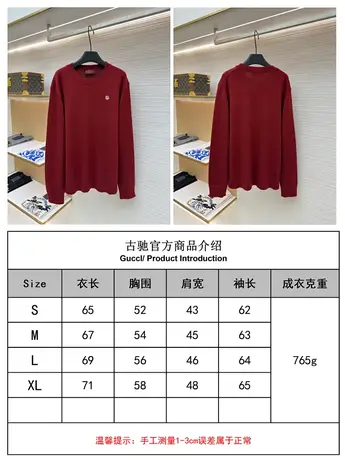 古驰官方商品介绍
Gucci/ Product Introduction
Size 衣长 胸围 肩宽 袖长 成衣克重
S 65 52 43 62
M 67 54 45 63
L 69 56 46 64 765g
XL 71 58 48 65
温馨提示：手工测量1-3cm误差属于正常